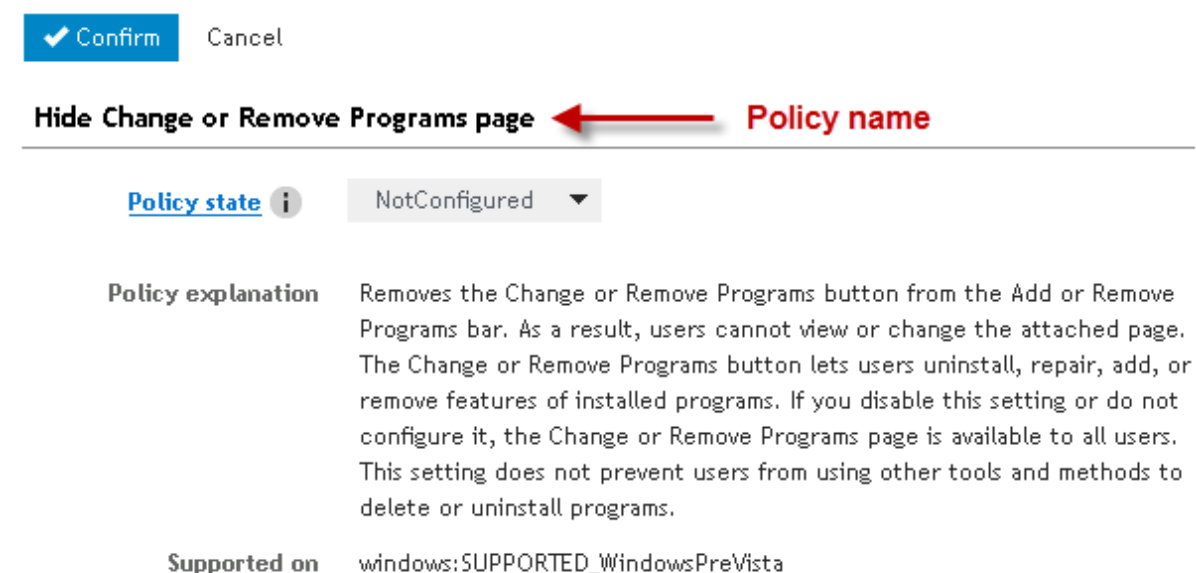 Confirm Cancel
Hide Change or Remove Programs page Policy name
Policy state i NotConfigured
Policy explanation Removes the Change or Remove Programs button from the Add or Remove
Programs bar. As a result, users cannot view or change the attached page.
The Change or Remove Programs button lets users uninstall, repair, add, or
remove features of installed programs. If you disable this setting or do not
configure it, the Change or Remove Programs page is available to all users.
This setting does not prevent users from using other tools and methods to
delete or uninstall programs.
Supported on windows:SUPPORTED_WindowsPreVista